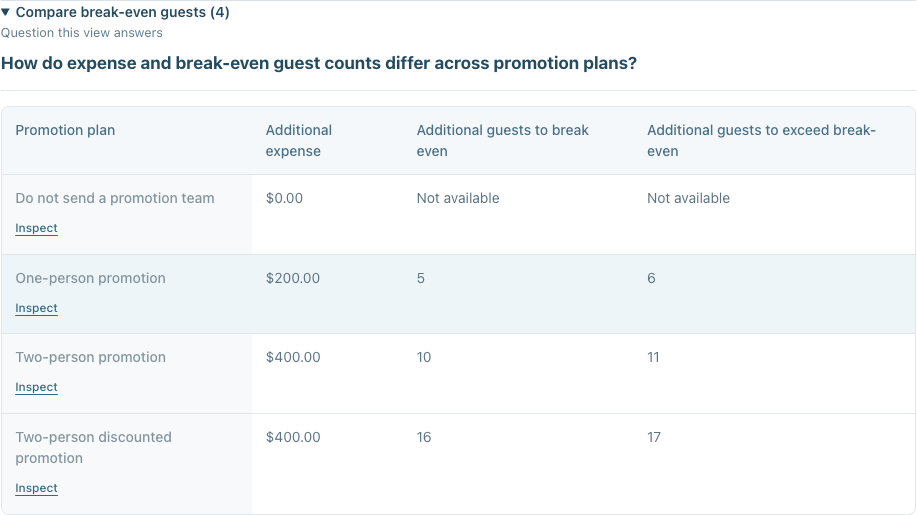 ▼ Compare break-even guests (4)
Question this view answers
How do expense and break-even guest counts differ across promotion plans?
Promotion plan
Additional
expense
Additional guests to break
even
Additional guests to exceed break-
even
Do not send a promotion team
Inspect
$0.00
Not available
Not available
One-person promotion
Inspect
$200.00
5
6
Two-person promotion
Inspect
$400.00
10
11
Two-person discounted
promotion
Inspect
$400.00
16
17